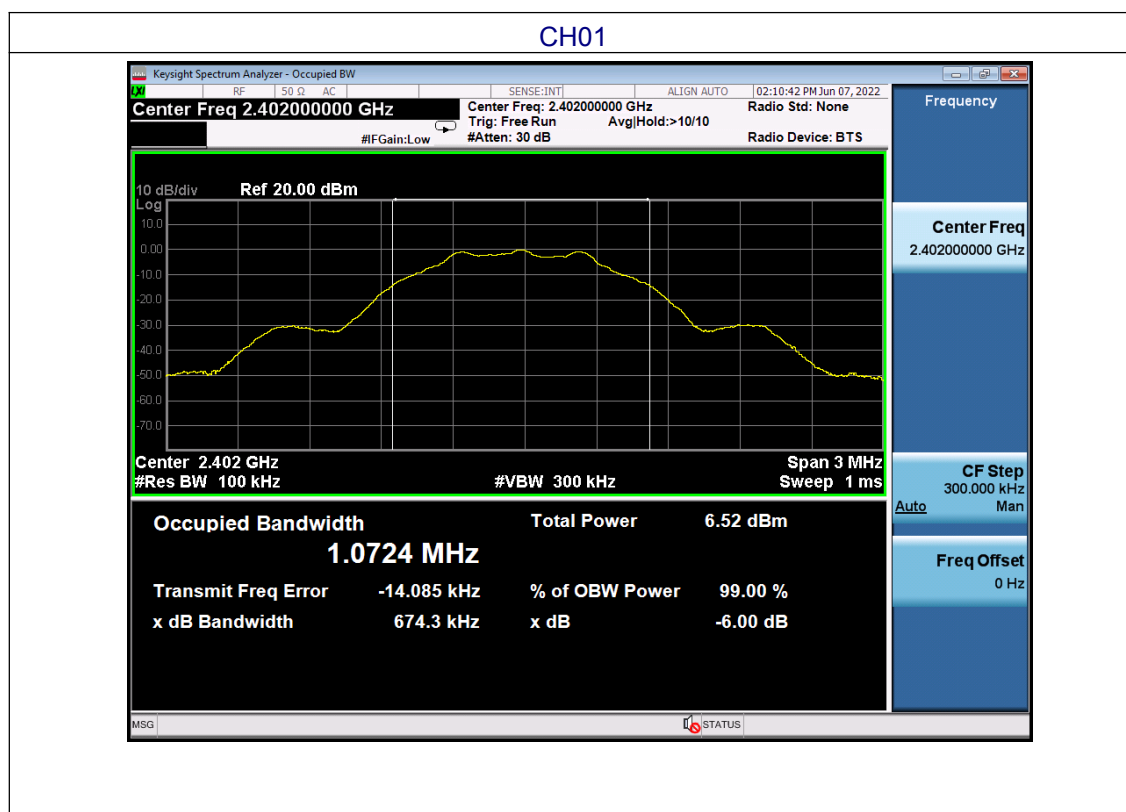 CH01
Keysight Spectrum Analyzer - Occupied BW
LXI RF 50 Ω AC SENSE:INT ALIGN AUTO 02:10:42 PM Jun 07, 2022
Center Freq 2.402000000 GHz
Center Freq: 2.402000000 GHz Radio Std: None
Trig: Free Run Avg|Hold:>10/10
#IFGain:Low #Atten: 30 dB Radio Device: BTS
10 dB/div Ref 20.00 dBm
Log
10.0
0.00
-10.0
-20.0
-30.0
-40.0
-50.0
-60.0
-70.0
Center 2.402 GHz Span 3 MHz
#Res BW 100 kHz #VBW 300 kHz Sweep 1 ms
Occupied Bandwidth Total Power 6.52 dBm
1.0724 MHz
Transmit Freq Error -14.085 kHz % of OBW Power 99.00 %
x dB Bandwidth 674.3 kHz x dB -6.00 dB
Frequency
Center Freq
2.402000000 GHz
CF Step
300.000 kHz
Auto Man
Freq Offset
0 Hz
MSG STATUS